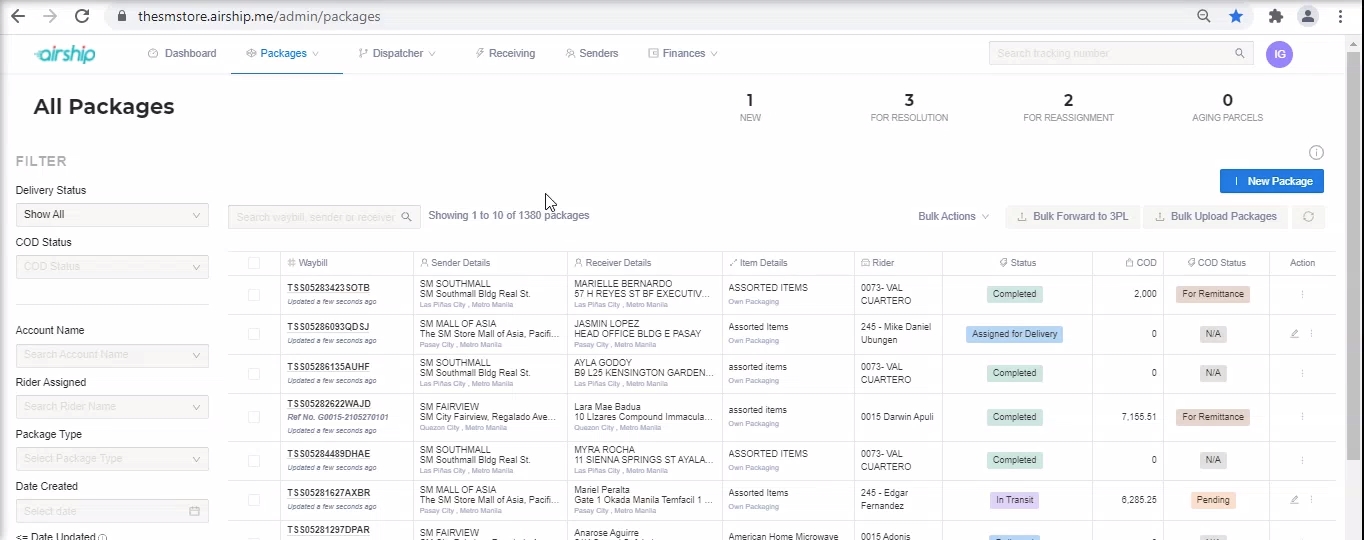 thesmstore.airship.me/admin/packages
airship
Dashboard
Packages
Dispatcher
Receiving
Senders
Finances
Search tracking number
IG
All Packages
1
NEW
3
FOR RESOLUTION
2
FOR REASSIGNMENT
0
AGING PARCELS
FILTER
New Package
Delivery Status
Show All
COD Status
COD Status
Account Name
Search Account Name
Rider Assigned
Search Rider Name
Package Type
Select Package Type
Date Created
Select date
<= Date Updated
Search waybill, sender or receiver
Showing 1 to 10 of 1380 packages
Bulk Actions
Bulk Forward to 3PL
Bulk Upload Packages
# Waybill
Sender Details
Receiver Details
Item Details
Rider
Status
COD
COD Status
Action
TSS05283423SOTB
Updated a few seconds ago
SM SOUTHMALL
SM Southmall Bldg Real St.
Las Piñas City , Metro Manila
MARIELLE BERNARDO
57 H REYES ST BF EXECUTIV...
Las Piñas City , Metro Manila
ASSORTED ITEMS
Own Packaging
0073- VAL
CUARTERO
Completed
2,000
For Remittance
TSS05286093QDSJ
Updated a few seconds ago
SM MALL OF ASIA
The SM Store Mall of Asia, Pacifi...
Pasay City , Metro Manila
JASMIN LOPEZ
HEAD OFFICE BLDG E PASAY
Pasay City , Metro Manila
Assorted Items
Own Packaging
245 - Mike Daniel
Ubungen
Assigned for Delivery
0
N/A
TSS05286135AUHF
Updated a few seconds ago
SM SOUTHMALL
SM Southmall Bldg Real St.
Las Piñas City , Metro Manila
AYLA GODOY
B9 L25 KENSINGTON GARDEN...
Las Piñas City , Metro Manila
assorted items
Own Packaging
0073- VAL
CUARTERO
Completed
0
N/A
TSS05282622WAJD
Ref No. G0015-2105270101
Updated a few seconds ago
SM FAIRVIEW
SM City Fairview, Regalado Ave...
Quezon City , Metro Manila
Lara Mae Badua
10 LIzares Compound Immacula...
Quezon City , Metro Manila
assorted items
Own Packaging
0015 Darwin Apuli
Completed
7,155.51
For Remittance
TSS05284489DHAE
Updated a few seconds ago
SM SOUTHMALL
SM Southmall Bldg Real St.
Las Piñas City , Metro Manila
MYRA ROCHA
11 SIENNA SPRINGS ST AYALA...
Las Piñas City , Metro Manila
ASSORTED ITEMS
Own Packaging
0073- VAL
CUARTERO
Completed
0
N/A
TSS05281627AXBR
Updated a few seconds ago
SM MALL OF ASIA
The SM Store Mall of Asia, Pacifi...
Pasay City , Metro Manila
Mariel Peralta
Gate 1 Okada Manila Temfacil 1 ...
Pasay City , Metro Manila
Assorted Items
Own Packaging
245 - Edgar
Fernandez
In Transit
6,285.25
Pending
TSS05281297DPAR
SM FAIRVIEW
Anarose Aguirre
American Home Microwave
0015 Adonis